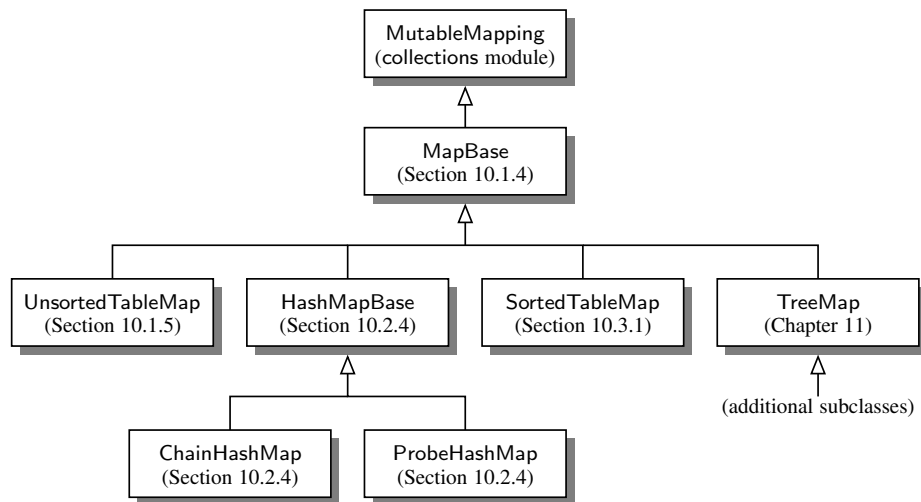 MutableMapping
(collections module)
MapBase
(Section 10.1.4)
UnsortedTableMap
(Section 10.1.5)
HashMapBase
(Section 10.2.4)
SortedTableMap
(Section 10.3.1)
TreeMap
(Chapter 11)
(additional subclasses)
ChainHashMap
(Section 10.2.4)
ProbeHashMap
(Section 10.2.4)